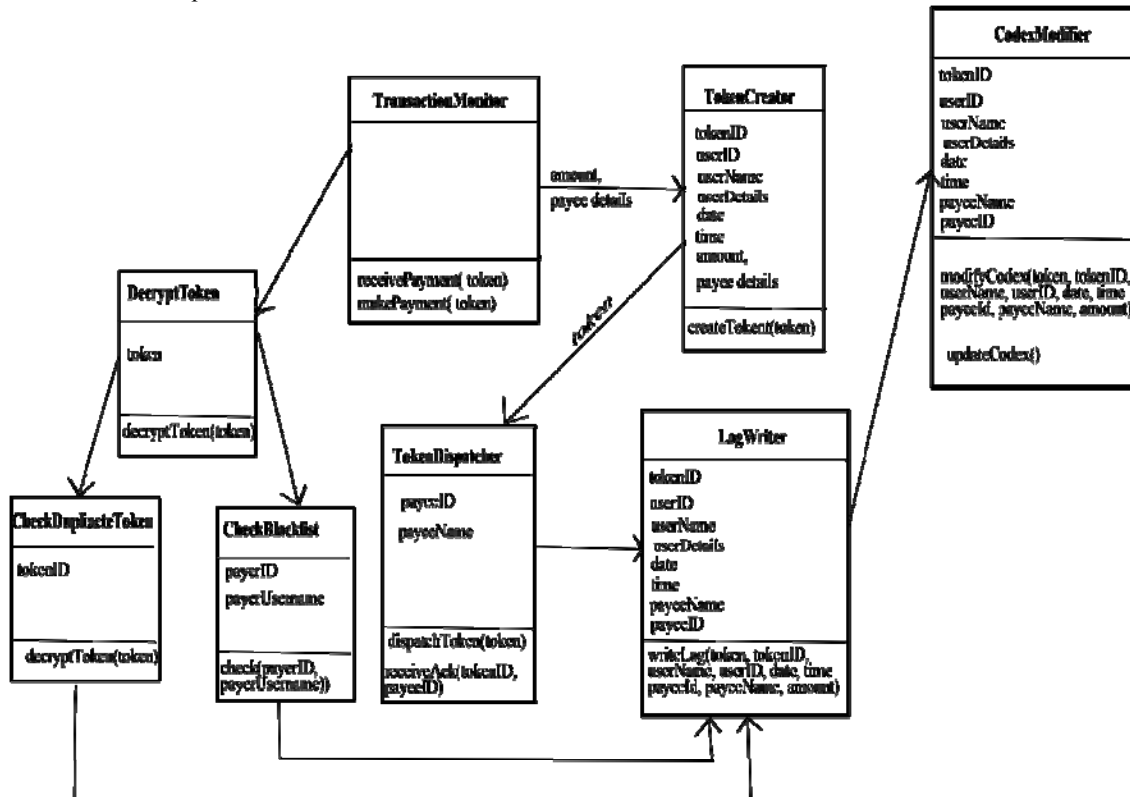 CodexModifier
tokenID
userID
userName
userDetails
date
time
payeeName
payeeID
modifyCodex(token, tokenID,
userName, userID, date, time
payeeId, payeeName, amount)
updateCodex()
TransactionMonitor
receivePayment( token)
makePayment( token)
amount,
payee details
TokenCreator
tokenID
userID
userName
userDetails
date
time
amount,
payee details
createTokent(token)
token
DecryptToken
token
decryptToken(token)
CheckDupliacteToken
tokenID
decryptToken(token)
CheckBlacklist
payerID
payerUsername
check(payerID,
payerUsername))
TokenDispatcher
payeeID
payeeName
dispatchToken(token)
receiveAck(tokenID,
payeeID)
LogWriter
tokenID
userID
userName
userDetails
date
time
payeeName
payeeID
writeLog(token, tokenID,
userName, userID, date, time
payeeId, payeeName, amount)